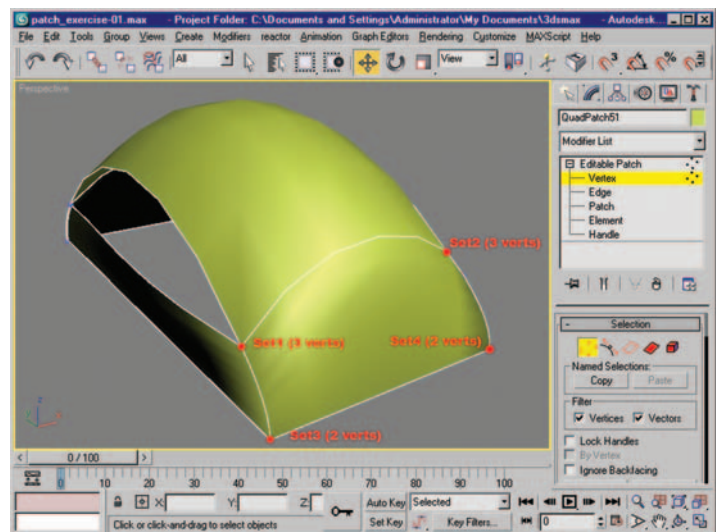 patch_exercise-01.max - Project Folder: C:\Documents and Settings\Administrator\My Documents\3dsmax - Autodesk...
File Edit Tools Group Views Create Modifiers reactor Animation Graph Editors Rendering Customize MAXScript Help
All View
Perspective
QuadPatch51
Modifier List
Editable Patch
Vertex
Edge
Patch
Element
Handle
Set2 (3 verts)
Set1 (3 verts)
Set4 (2 verts)
Set3 (2 verts)
Selection
Named Selections:
Copy Paste
Filter
Vertices Vectors
Lock Handles
By Vertex
Ignore Backfacing
0 / 100
0 10 20 30 40 50 60 70 80 90 100
X: Y: Z: Auto Key Selected
Click or click-and-drag to select objects Set Key Key Filters... 0